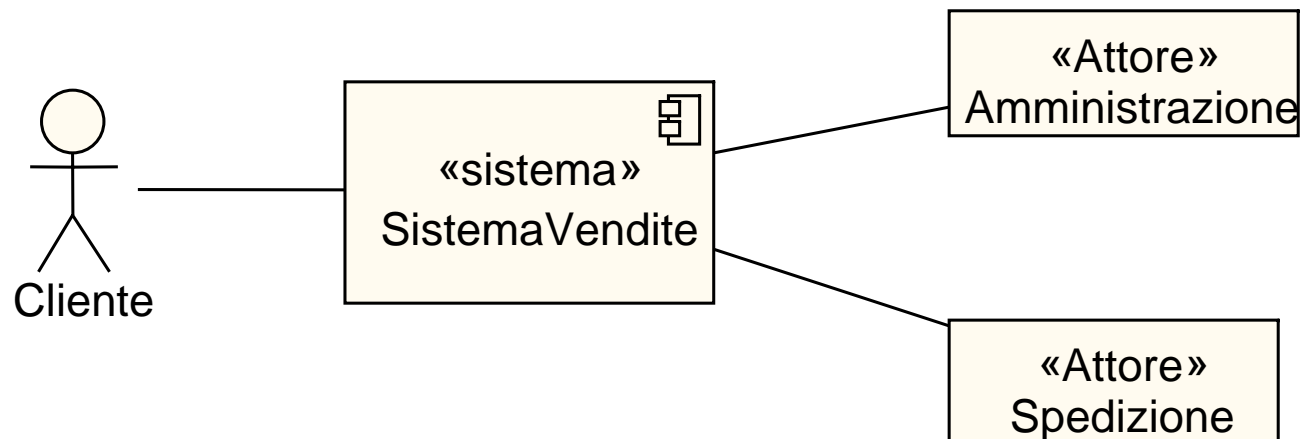 «Attore»
Amministrazione
«sistema»
SistemaVendite
Cliente
«Attore»
Spedizione